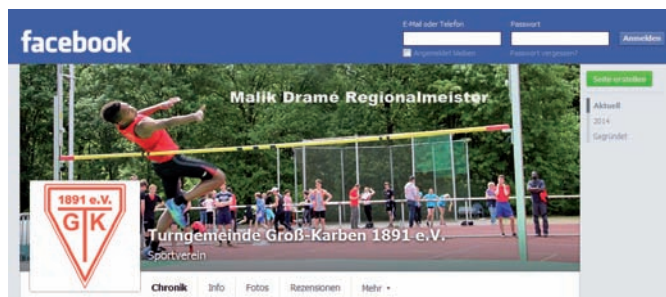 E-Mail oder Telefon
Passwort
facebook
Anmelden
Angemeldet bleiben
Passwort vergessen?
Malik Dramé Regionalmeister
Seite erstellen
Aktuell
2014
Gegründet
1891 e.V.
G T K
Turngemeinde Groß-Karben 1891 e.V.
Sportverein
Chronik Info Fotos Rezensionen Mehr